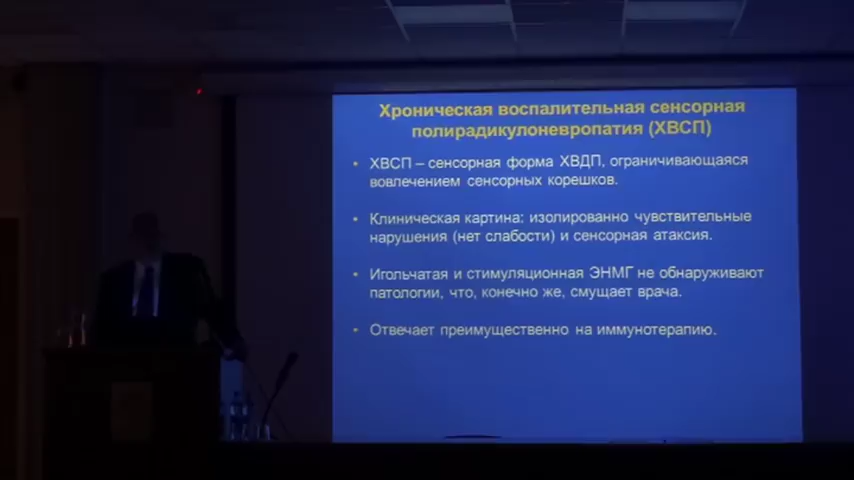 Хроническая воспалительная сенсорная
полирадикулоневропатия (ХВСП)
• ХВСП – сенсорная форма ХВДП, ограничивающаяся
вовлечением сенсорных корешков.
• Клиническая картина: изолированно чувствительные
нарушения (нет слабости) и сенсорная атаксия.
• Игольчатая и стимуляционная ЭНМГ не обнаруживают
патологии, что, конечно же, смущает врача.
• Отвечает преимущественно на иммунотерапию.